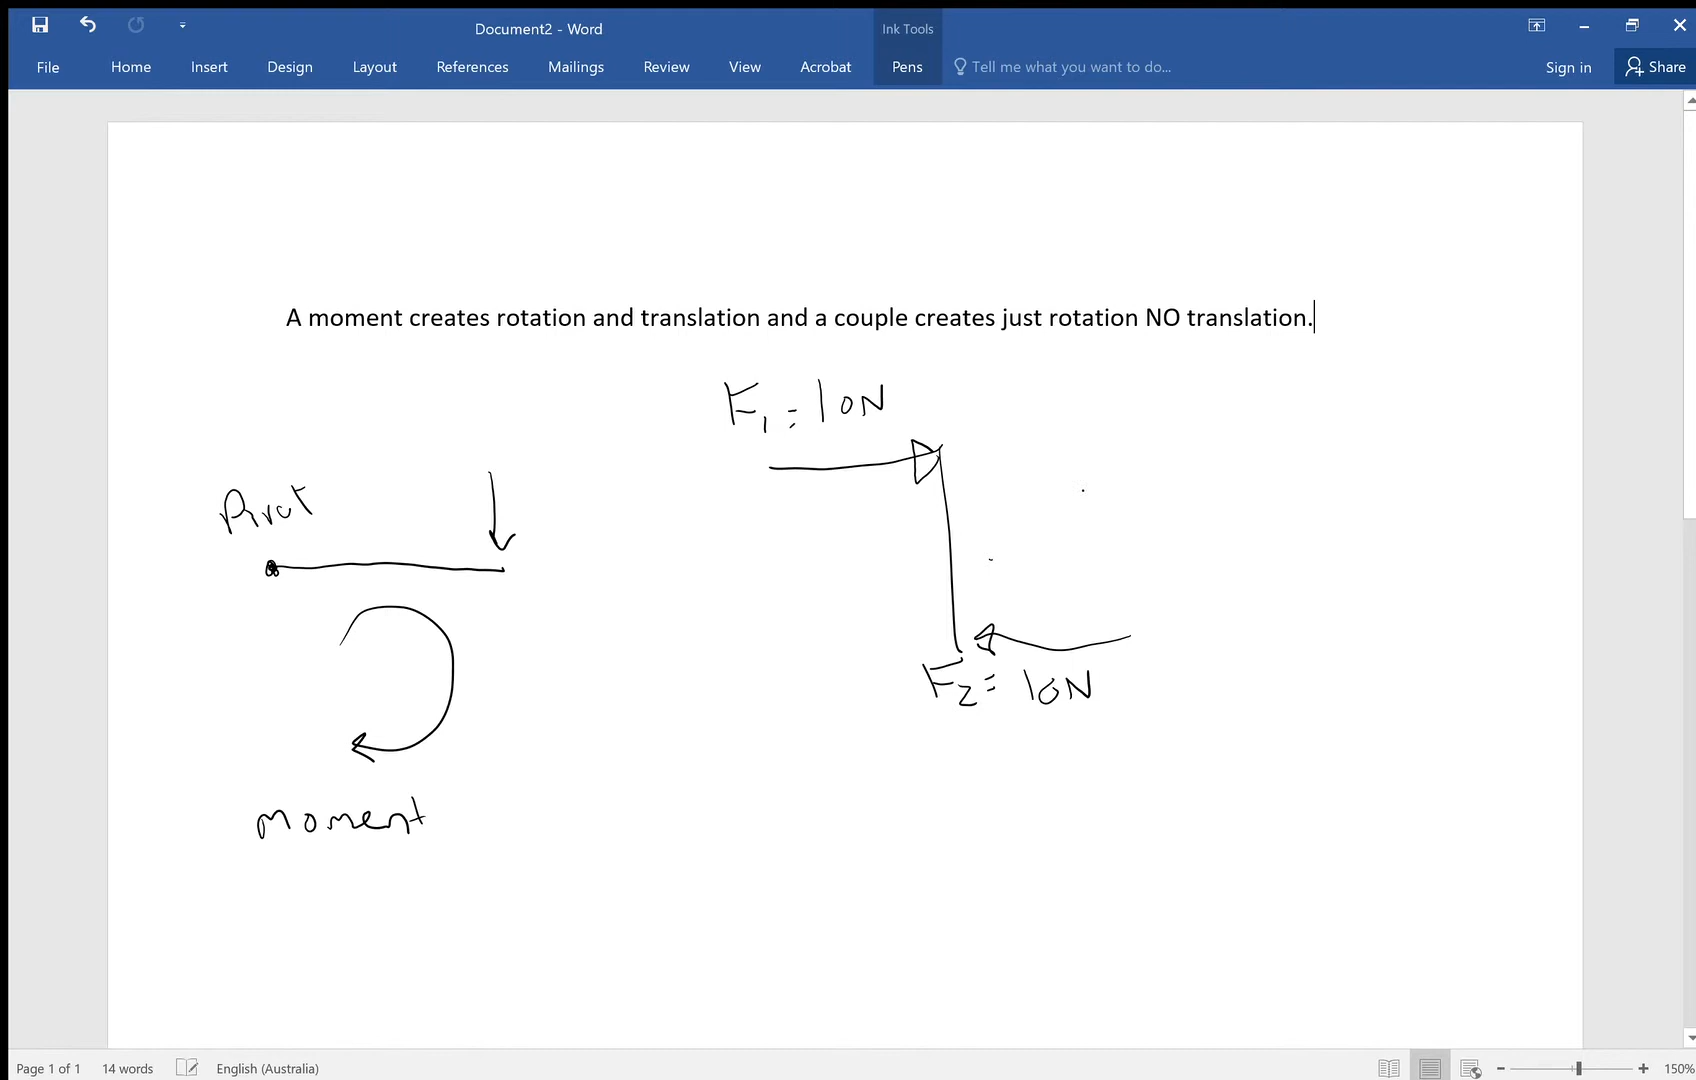 Document2 - Word
Ink Tools
File Home Insert Design Layout References Mailings Review View Acrobat Pens Tell me what you want to do... Sign in Share
A moment creates rotation and translation and a couple creates just rotation NO translation.
F1 = 10N
Pivot
F2 = 10N
moment
Page 1 of 1 14 words English (Australia) 150%